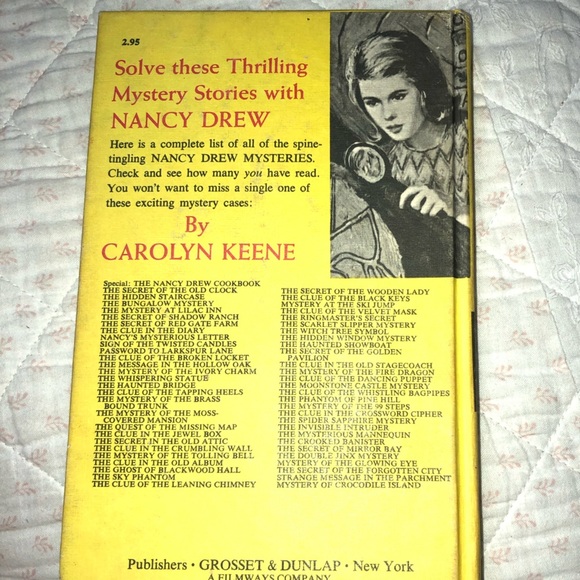 2.95
Solve these Thrilling
Mystery Stories with
NANCY DREW
Here is a complete list of all of the spine-
tingling NANCY DREW MYSTERIES.
Check and see how many you have read.
You won't want to miss a single one of
these exciting mystery cases:
By
CAROLYN KEENE
Special: THE NANCY DREW COOKBOOK
THE SECRET OF THE OLD CLOCK
THE HIDDEN STAIRCASE
THE BUNGALOW MYSTERY
THE MYSTERY AT LILAC INN
THE SECRET OF SHADOW RANCH
THE SECRET OF RED GATE FARM
THE CLUE IN THE DIARY
NANCY'S MYSTERIOUS LETTER
SIGN OF THE TWISTED CANDLES
PASSWORD TO LARKSPUR LANE
THE CLUE OF THE BROKEN LOCKET
THE MESSAGE IN THE HOLLOW OAK
THE MYSTERY OF THE IVORY CHARM
THE WHISPERING STATUE
THE HAUNTED BRIDGE
THE CLUE OF THE TAPPING HEELS
THE MYSTERY OF THE BRASS
BOUND TRUNK
THE MYSTERY OF THE MOSS-
COVERED MANSION
THE QUEST OF THE MISSING MAP
THE CLUE IN THE JEWEL BOX
THE SECRET IN THE OLD ATTIC
THE CLUE IN THE CRUMBLING WALL
THE MYSTERY OF THE TOLLING BELL
THE CLUE IN THE OLD ALBUM
THE GHOST OF BLACKWOOD HALL
THE SKY PHANTOM
THE CLUE OF THE LEANING CHIMNEY
THE SECRET OF THE WOODEN LADY
THE CLUE OF THE BLACK KEYS
MYSTERY AT THE SKI JUMP
THE CLUE OF THE VELVET MASK
THE RINGMASTER'S SECRET
THE SCARLET SLIPPER MYSTERY
THE WITCH TREE SYMBOL
THE HIDDEN WINDOW MYSTERY
THE HAUNTED SHOWBOAT
THE SECRET OF THE GOLDEN
PAVILION
THE CLUE IN THE OLD STAGECOACH
THE MYSTERY OF THE FIRE DRAGON
THE CLUE OF THE DANCING PUPPET
THE MOONSTONE CASTLE MYSTERY
THE CLUE OF THE WHISTLING BAGPIPES
THE PHANTOM OF PINE HILL
THE MYSTERY OF THE 99 STEPS
THE CLUE IN THE CROSSWORD CIPHER
THE SPIDER SAPPHIRE MYSTERY
THE INVISIBLE INTRUDER
THE MYSTERIOUS MANNEQUIN
THE CROOKED BANISTER
THE SECRET OF MIRROR BAY
THE DOUBLE JINX MYSTERY
MYSTERY OF THE GLOWING EYE
THE SECRET OF THE FORGOTTEN CITY
STRANGE MESSAGE IN THE PARCHMENT
MYSTERY OF CROCODILE ISLAND
Publishers • GROSSET & DUNLAP • New York
A FILMWAYS COMPANY